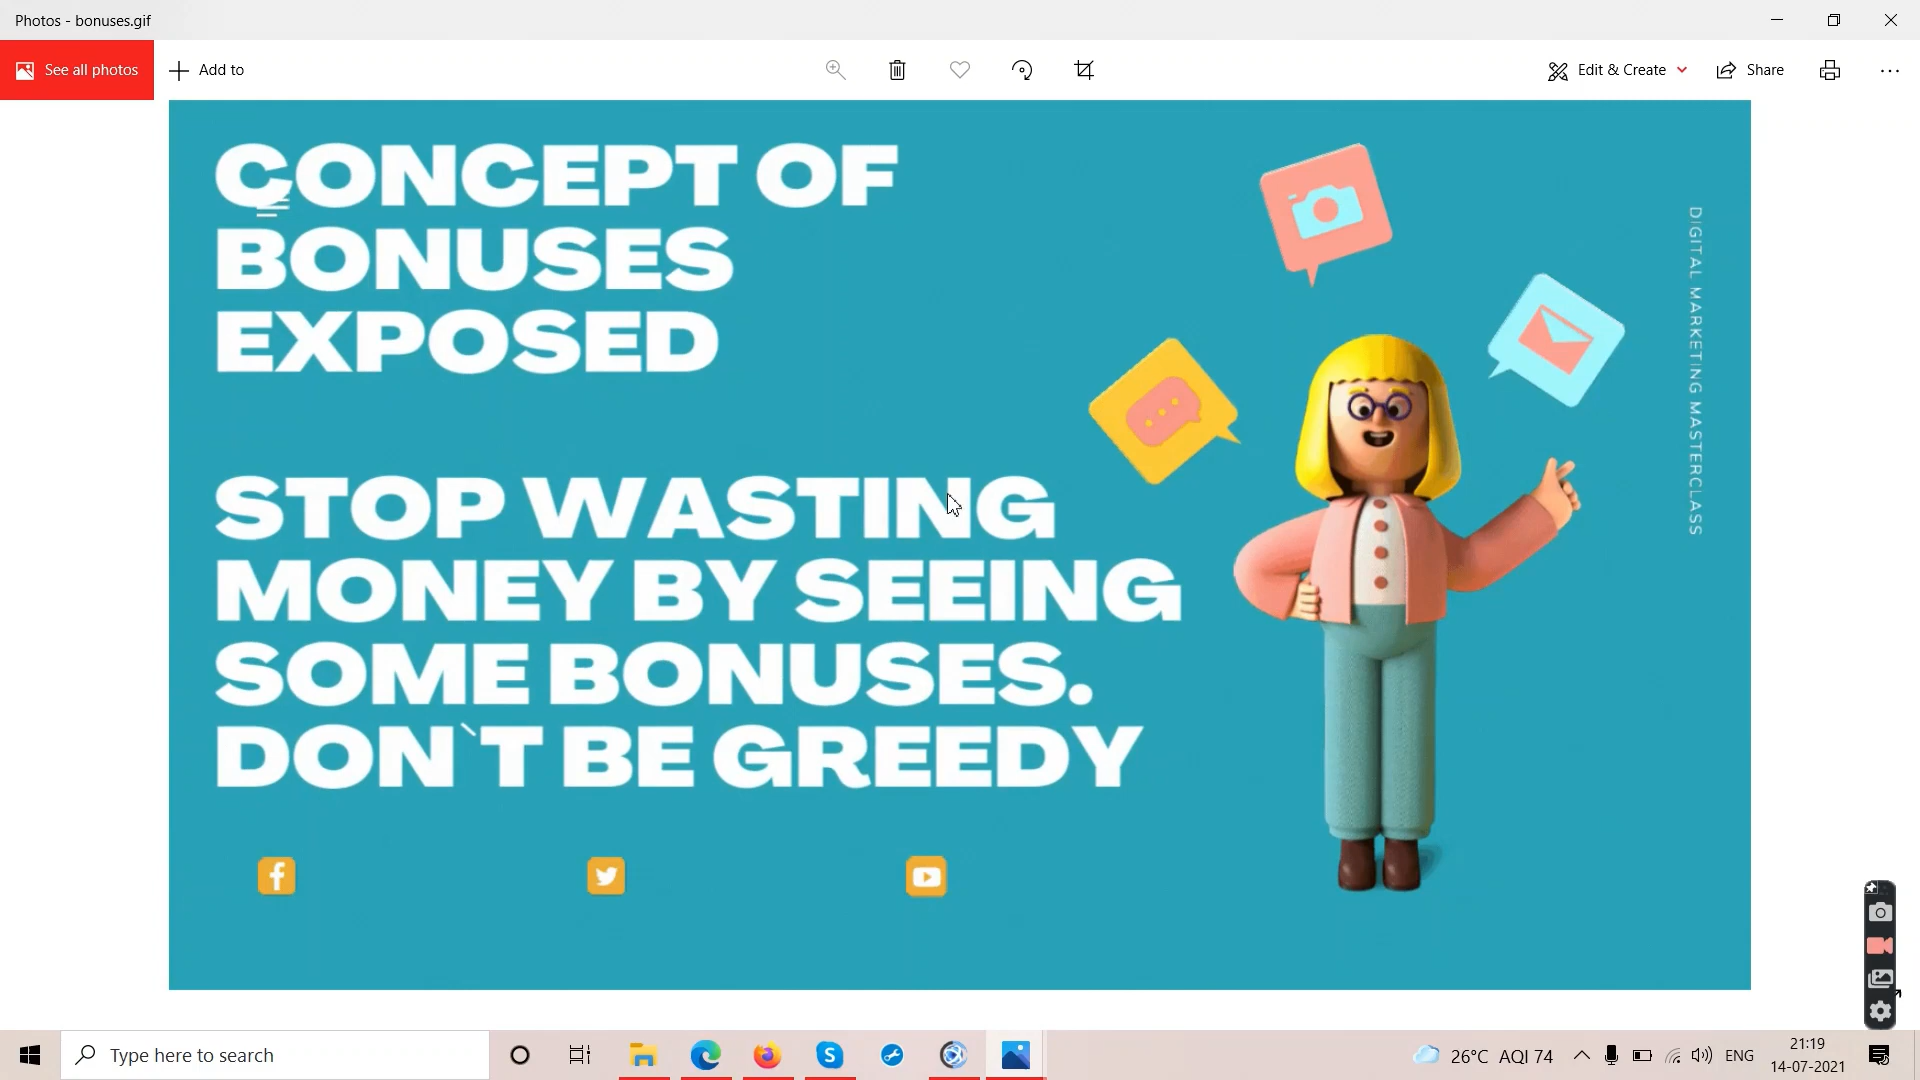 Photos - bonuses.gif
See all photos
Add to
Edit & Create
Share
CONCEPT OF
BONUSES
EXPOSED
STOP WASTING
MONEY BY SEEING
SOME BONUSES.
DON`T BE GREEDY
DIGITAL MARKETING MASTERCLASS
Type here to search
26°C AQI 74
ENG
21:19
14-07-2021